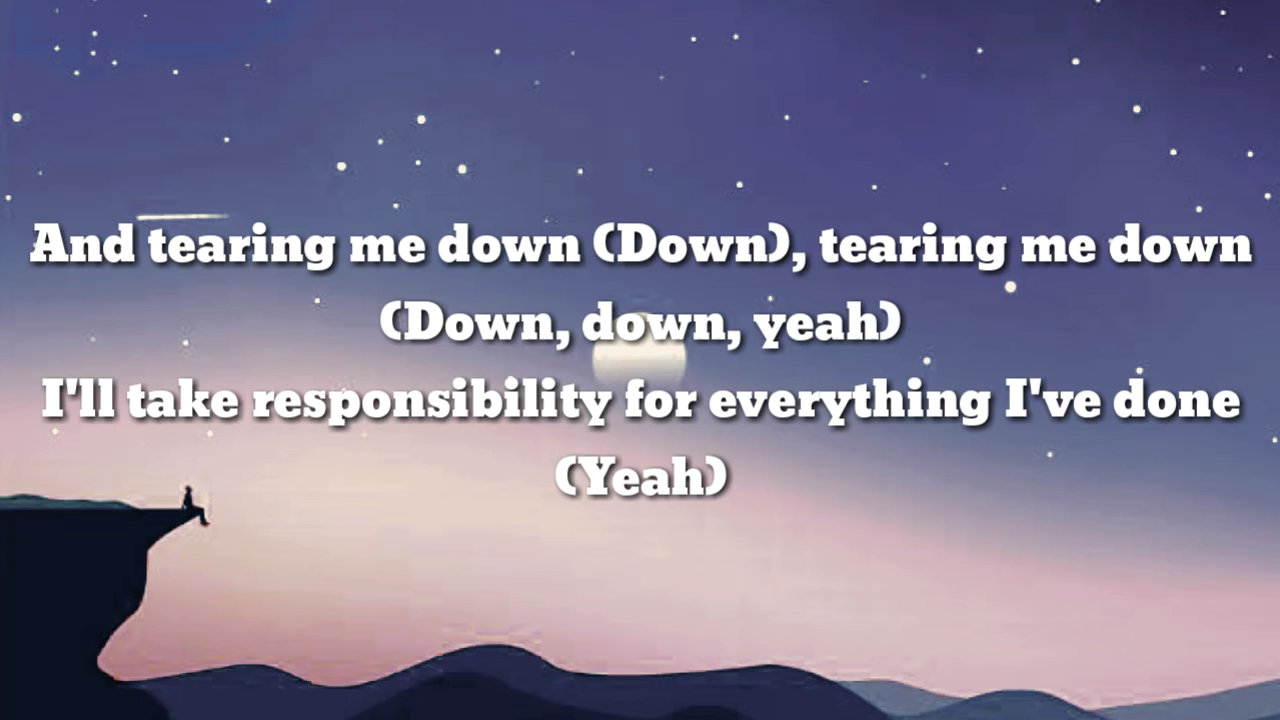 And tearing me down (Down), tearing me down
(Down, down, yeah)
I'll take responsibility for everything I've done
(Yeah)